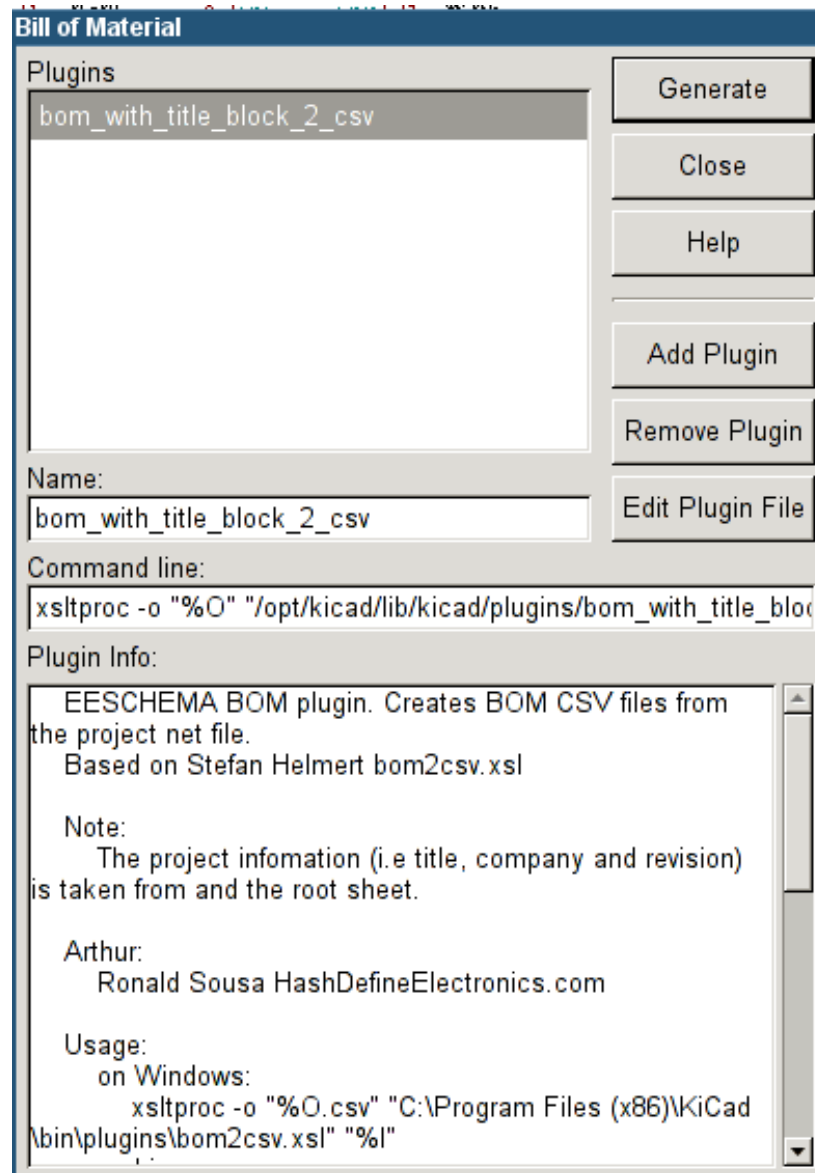 Bill of Material
Plugins
bom_with_title_block_2_csv
Generate
Close
Help
Add Plugin
Remove Plugin
Edit Plugin File
Name:
bom_with_title_block_2_csv
Command line:
xsltproc -o "%O" "/opt/kicad/lib/kicad/plugins/bom_with_title_bloc
Plugin Info:
EESCHEMA BOM plugin. Creates BOM CSV files from
the project net file.
Based on Stefan Helmert bom2csv.xsl
Note:
The project infomation (i.e title, company and revision)
is taken from and the root sheet.
Arthur:
Ronald Sousa HashDefineElectronics.com
Usage:
on Windows:
xsltproc -o "%O.csv" "C:\Program Files (x86)\KiCad
\bin\plugins\bom2csv.xsl" "%I"